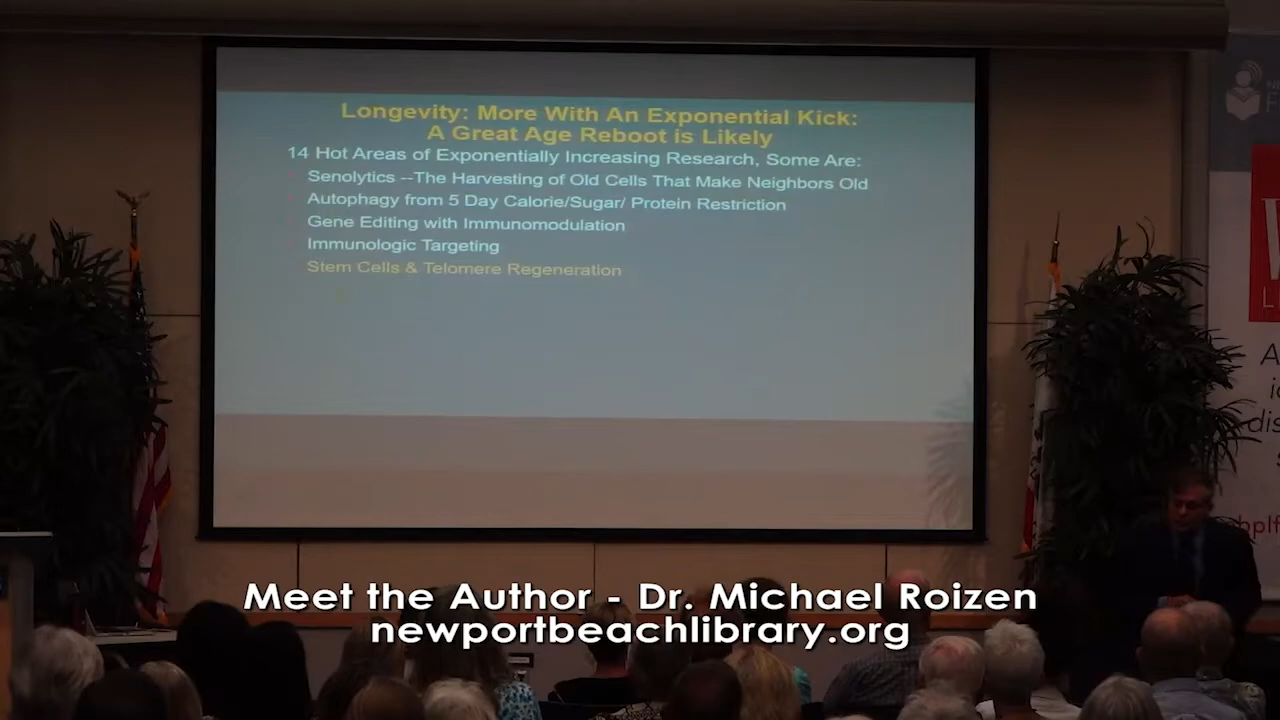 Longevity: More With An Exponential Kick:
A Great Age Reboot is Likely
14 Hot Areas of Exponentially Increasing Research, Some Are:
Senolytics --The Harvesting of Old Cells That Make Neighbors Old
Autophagy from 5 Day Calorie/Sugar/ Protein Restriction
Gene Editing with Immunomodulation
Immunologic Targeting
Stem Cells & Telomere Regeneration
Meet the Author - Dr. Michael Roizen
newportbeachlibrary.org